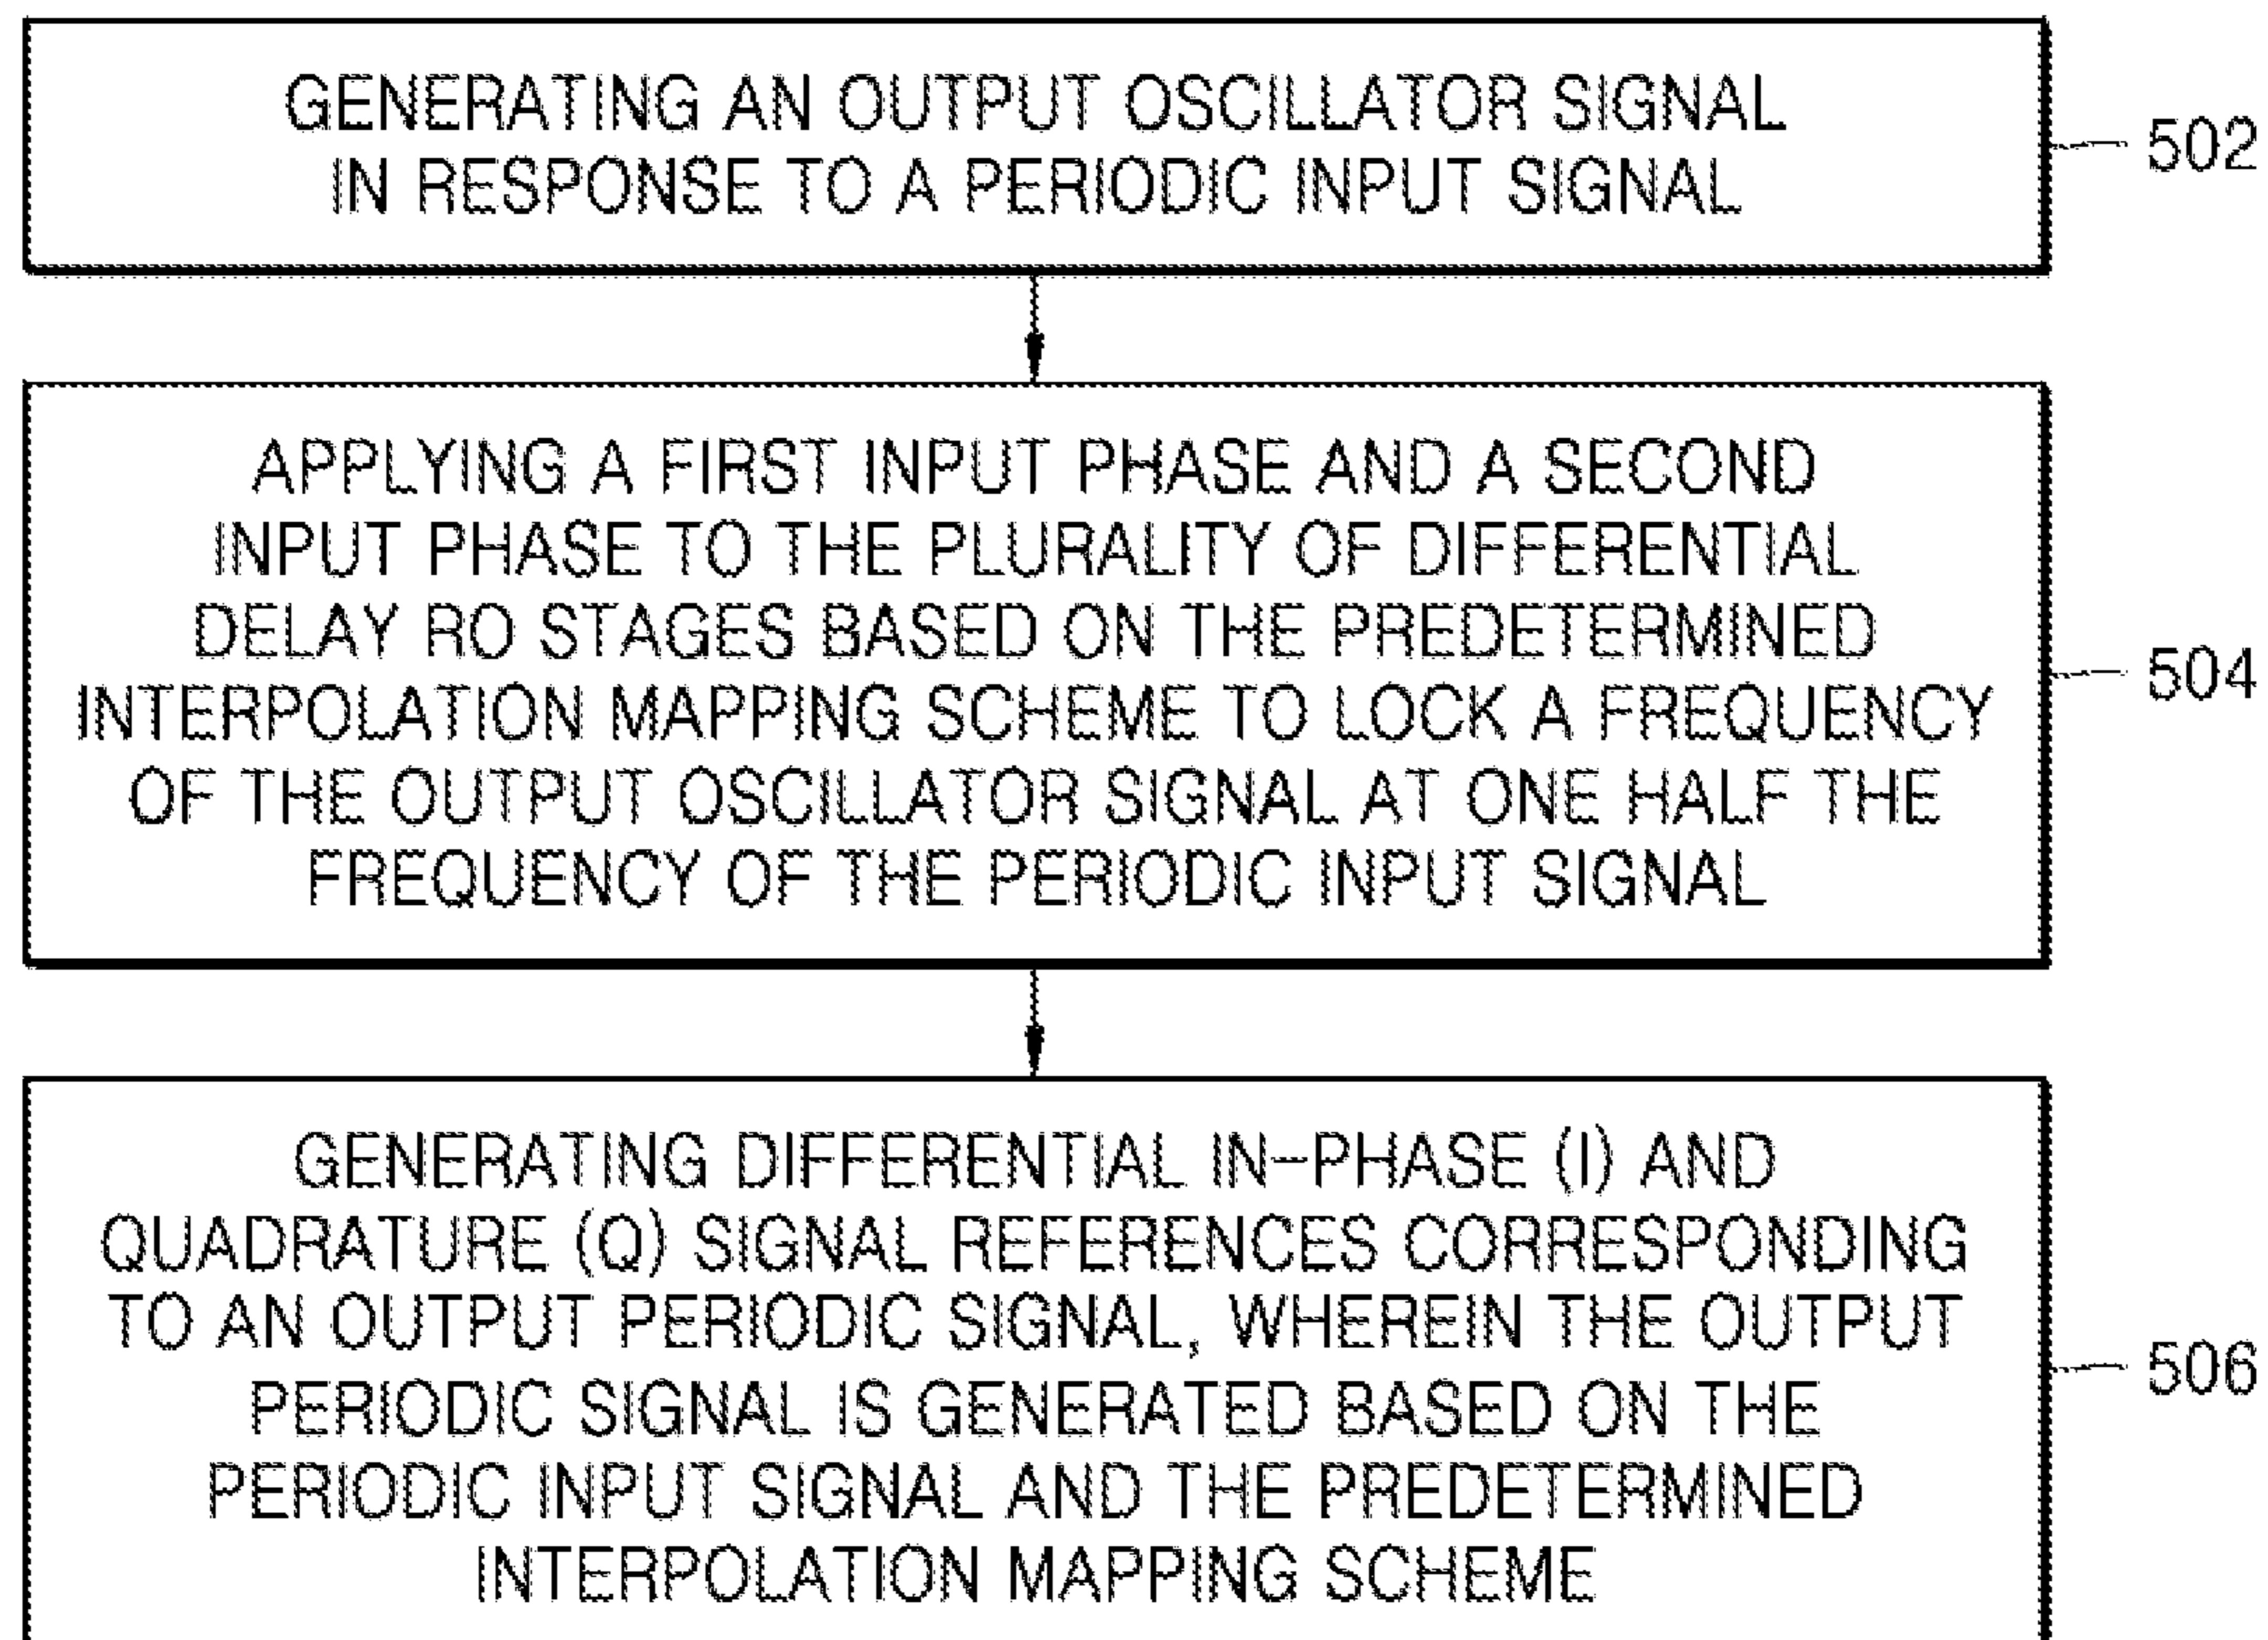 GENERATING AN OUTPUT OSCILLATOR SIGNAL
IN RESPONSE TO A PERIODIC INPUT SIGNAL
502
APPLYING A FIRST INPUT PHASE AND A SECOND
INPUT PHASE TO THE PLURALITY OF DIFFERENTIAL
DELAY RO STAGES BASED ON THE PREDETERMINED
INTERPOLATION MAPPING SCHEME TO LOCK A FREQUENCY
OF THE OUTPUT OSCILLATOR SIGNAL AT ONE HALF THE
FREQUENCY OF THE PERIODIC INPUT SIGNAL
504
GENERATING DIFFERENTIAL IN-PHASE (I) AND
QUADRATURE (Q) SIGNAL REFERENCES CORRESPONDING
TO AN OUTPUT PERIODIC SIGNAL, WHEREIN THE OUTPUT
PERIODIC SIGNAL IS GENERATED BASED ON THE
PERIODIC INPUT SIGNAL AND THE PREDETERMINED
INTERPOLATION MAPPING SCHEME
506